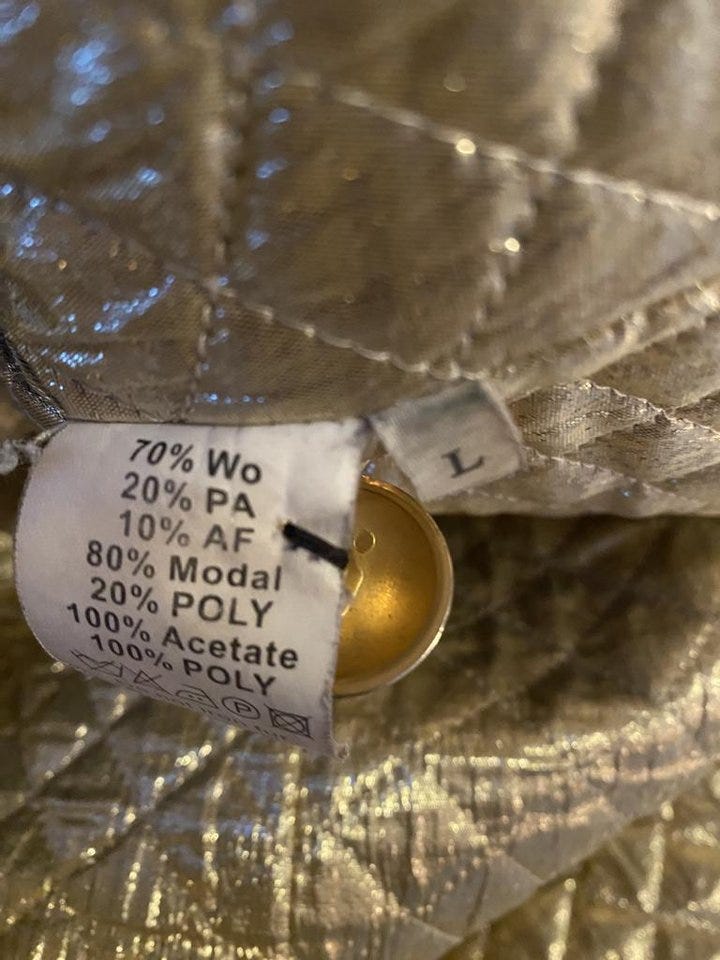 70% Wo
20% PA
10% AF
80% Modal
20% POLY
100% Acetate
100% POLY
P
L